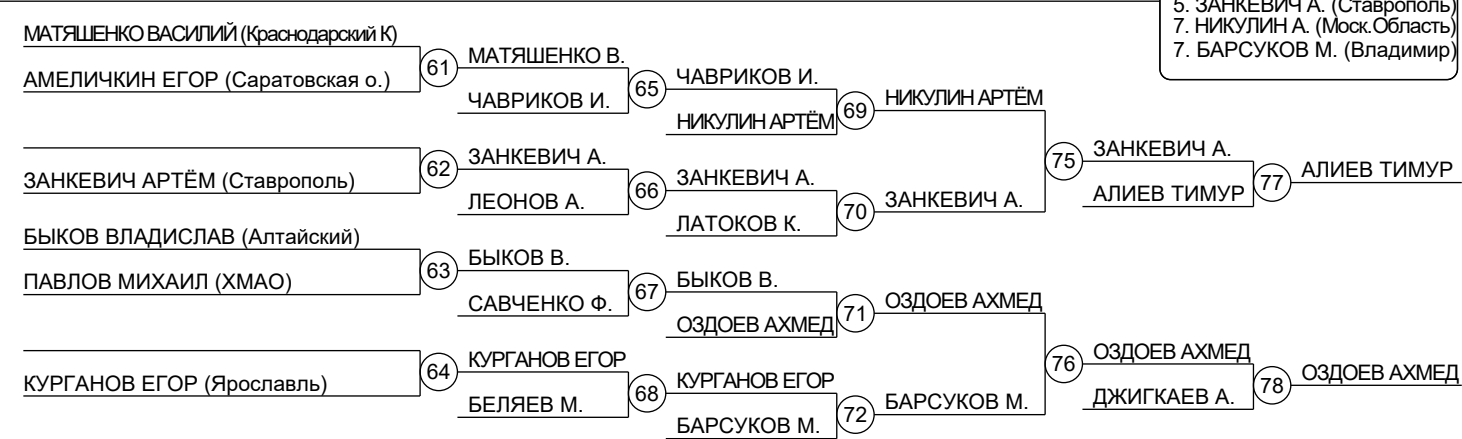 5. ЗАНКЕВИЧ А. (Ставрополь)
7. НИКУЛИН А. (Моск.Область)
7. БАРСУКОВ М. (Владимир)
МАТЯШЕНКО ВАСИЛИЙ (Краснодарский К)
АМЕЛИЧКИН ЕГОР (Саратовская о.)
61
МАТЯШЕНКО В.
ЧАВРИКОВ И.
65
ЧАВРИКОВ И.
НИКУЛИН АРТЁМ
69
НИКУЛИН АРТЁМ
ЗАНКЕВИЧ АРТЁМ (Ставрополь)
62
ЗАНКЕВИЧ А.
ЛЕОНОВ А.
66
ЗАНКЕВИЧ А.
ЛАТОКОВ К.
70
ЗАНКЕВИЧ А.
75
ЗАНКЕВИЧ А.
АЛИЕВ ТИМУР
77
АЛИЕВ ТИМУР
БЫКОВ ВЛАДИСЛАВ (Алтайский)
ПАВЛОВ МИХАИЛ (ХМАО)
63
БЫКОВ В.
САВЧЕНКО Ф.
67
БЫКОВ В.
ОЗДОЕВ АХМЕД
71
ОЗДОЕВ АХМЕД
КУРГАНОВ ЕГОР (Ярославль)
64
КУРГАНОВ ЕГОР
БЕЛЯЕВ М.
68
КУРГАНОВ ЕГОР
БАРСУКОВ М.
72
БАРСУКОВ М.
76
ОЗДОЕВ АХМЕД
ДЖИГКАЕВ А.
78
ОЗДОЕВ АХМЕД